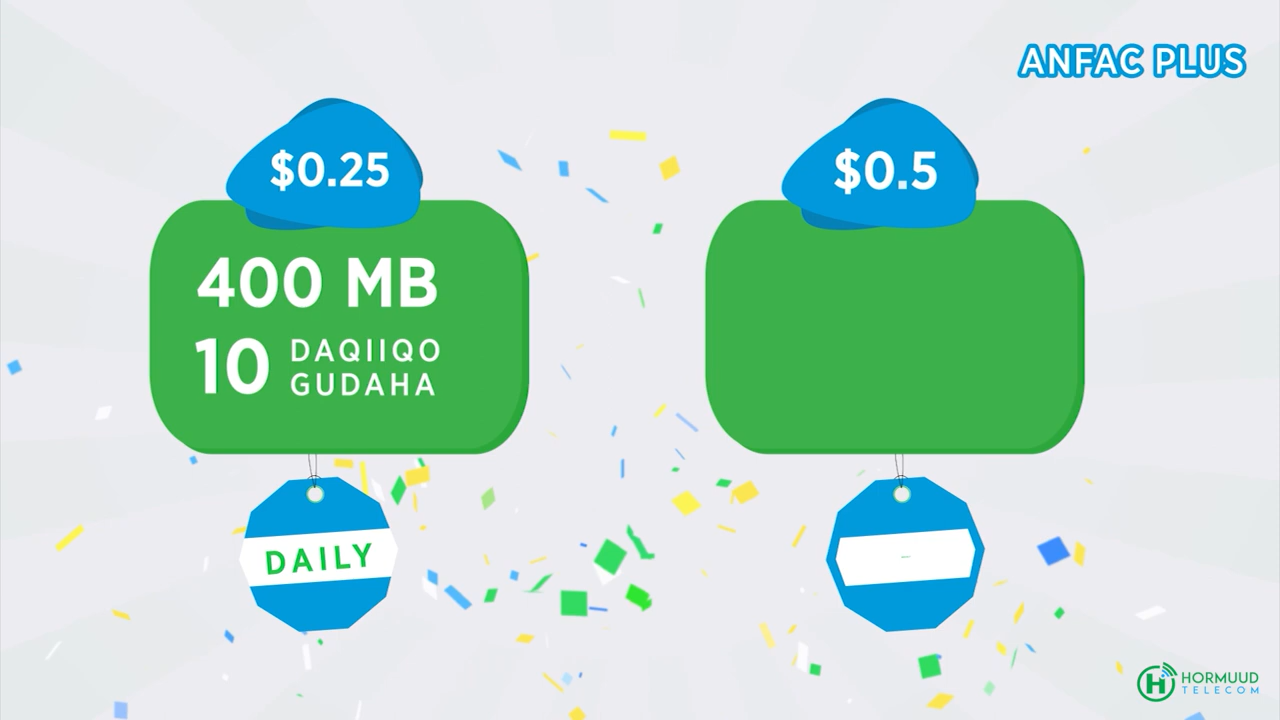 ANFAC PLUS
$0.25
400 MB
10 DAQIIQO
GUDAHA
DAILY
$0.5
HORMUUD
TELECOM